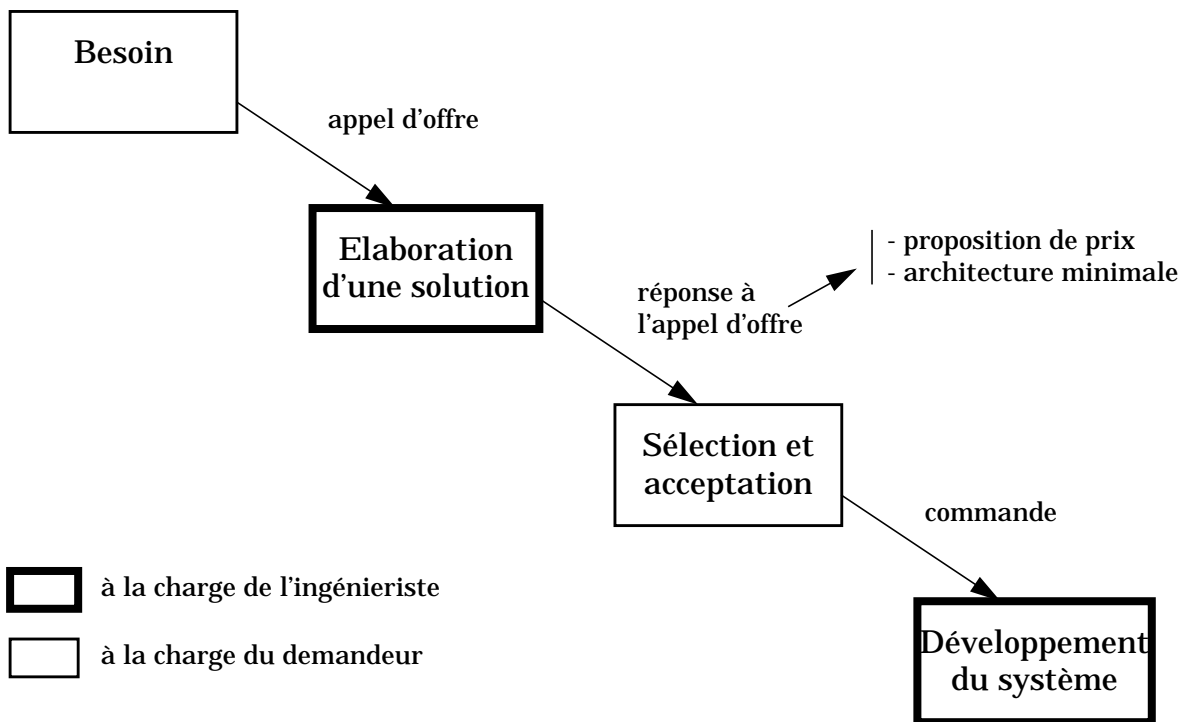 Besoin
appel d’offre
Elaboration
d’une solution
- proposition de prix
- architecture minimale
réponse à
l’appel d’offre
Sélection et
acceptation
commande
à la charge de l’ingénieriste
à la charge du demandeur
Développement
du système